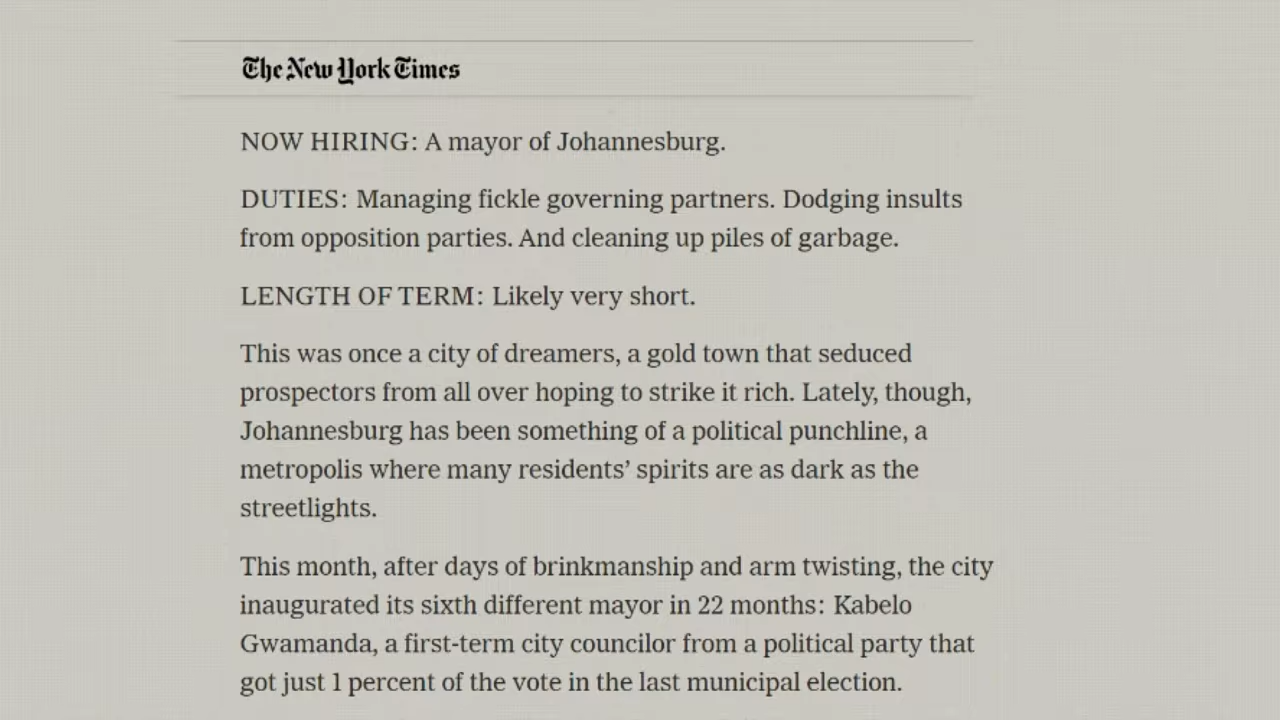 The New York Times
NOW HIRING: A mayor of Johannesburg.
DUTIES: Managing fickle governing partners. Dodging insults
from opposition parties. And cleaning up piles of garbage.
LENGTH OF TERM: Likely very short.
This was once a city of dreamers, a gold town that seduced
prospectors from all over hoping to strike it rich. Lately, though,
Johannesburg has been something of a political punchline, a
metropolis where many residents’ spirits are as dark as the
streetlights.
This month, after days of brinkmanship and arm twisting, the city
inaugurated its sixth different mayor in 22 months: Kabelo
Gwamanda, a first-term city councilor from a political party that
got just 1 percent of the vote in the last municipal election.